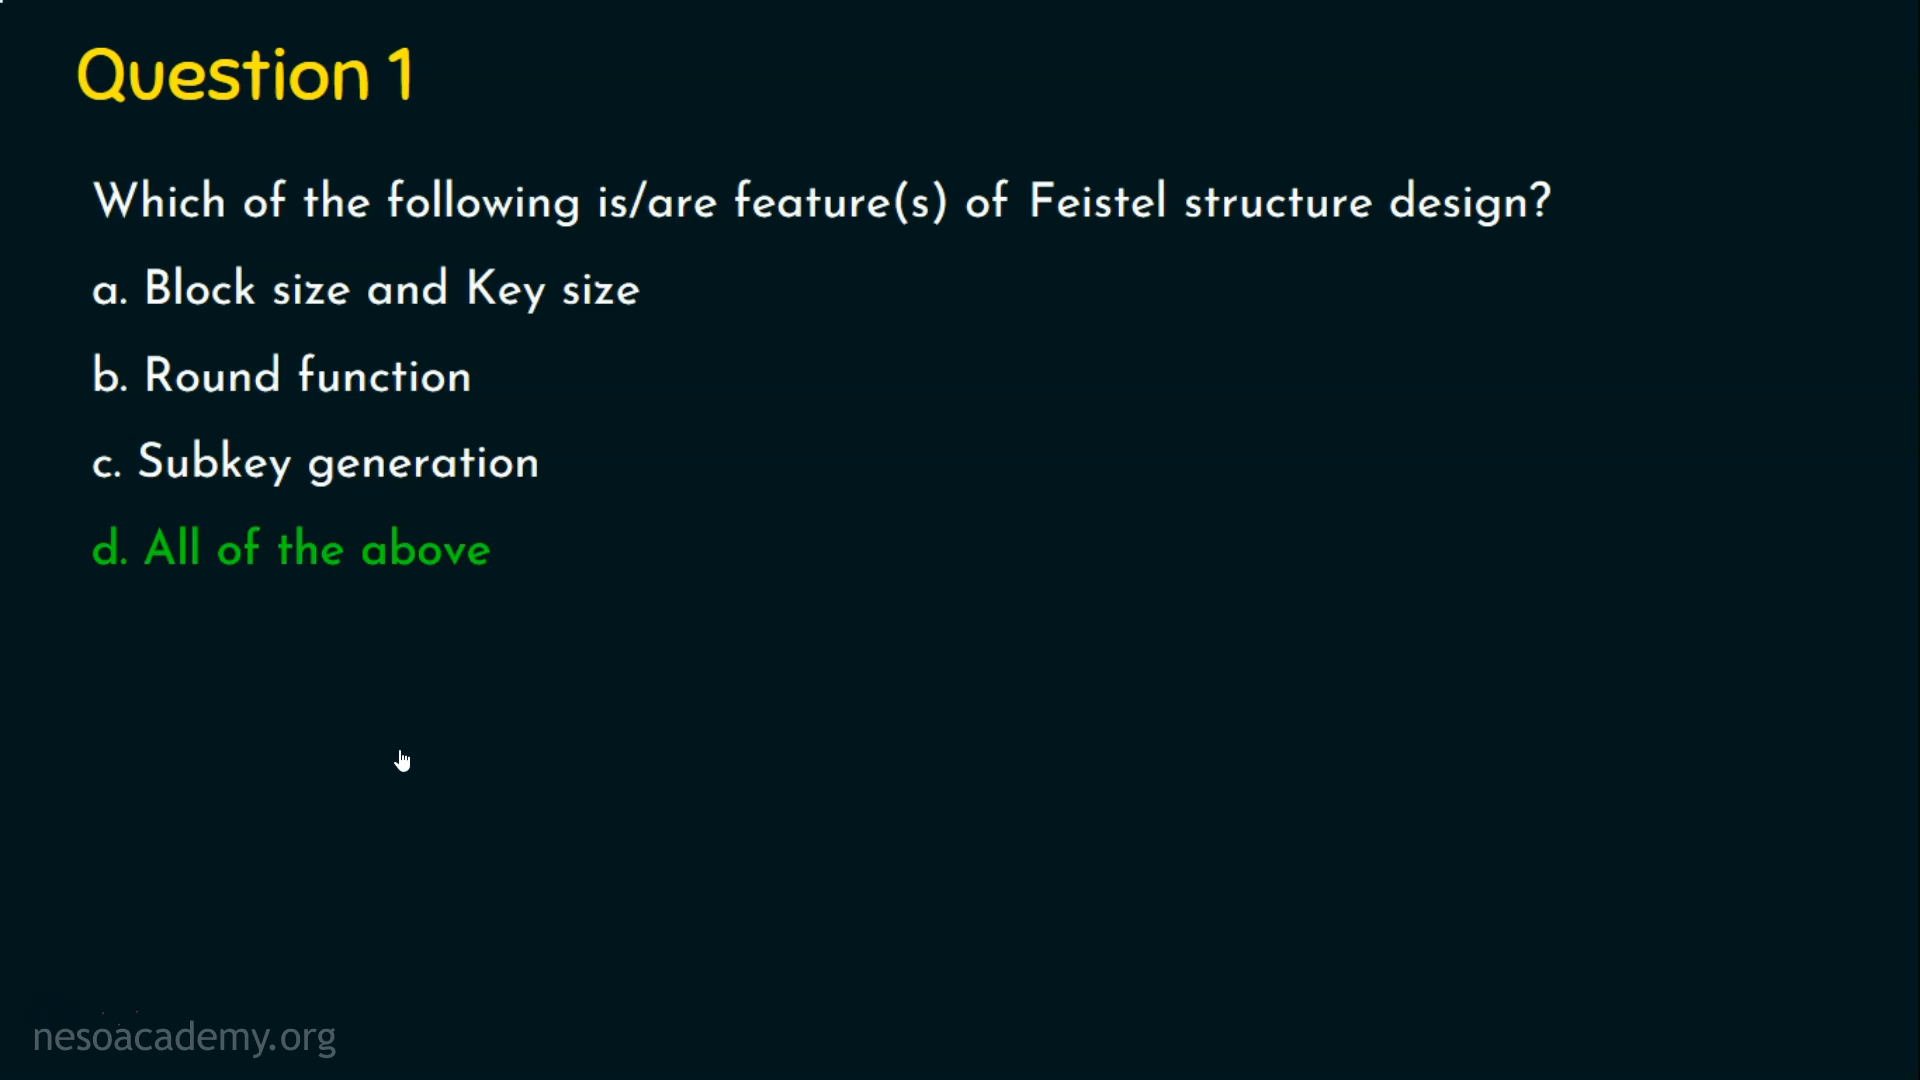 Question 1
Which of the following is/are feature(s) of Feistel structure design?
a. Block size and Key size
b. Round function
c. Subkey generation
d. All of the above
nesoacademy.org